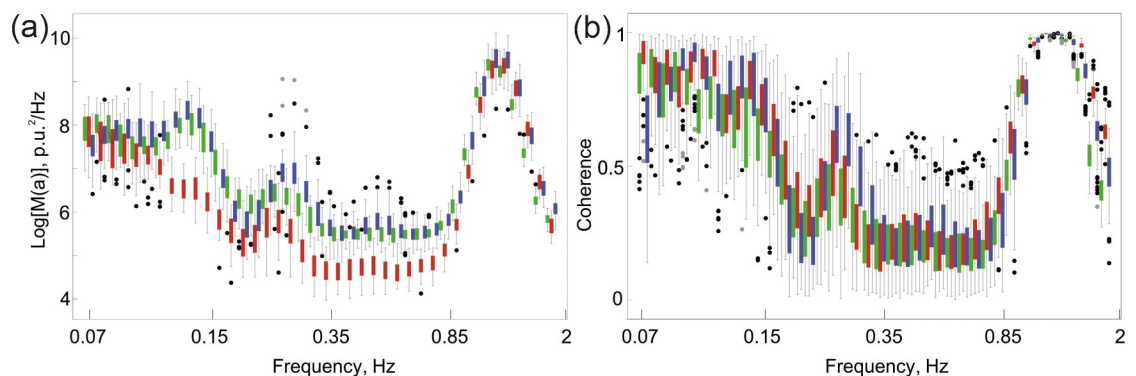 (a)
Log[M(a)], p.u.²/Hz
10
8
6
4
0.07
0.15
0.35
0.85
2
Frequency, Hz
(b)
Coherence
1
0.5
0
0.07
0.15
0.35
0.85
2
Frequency, Hz